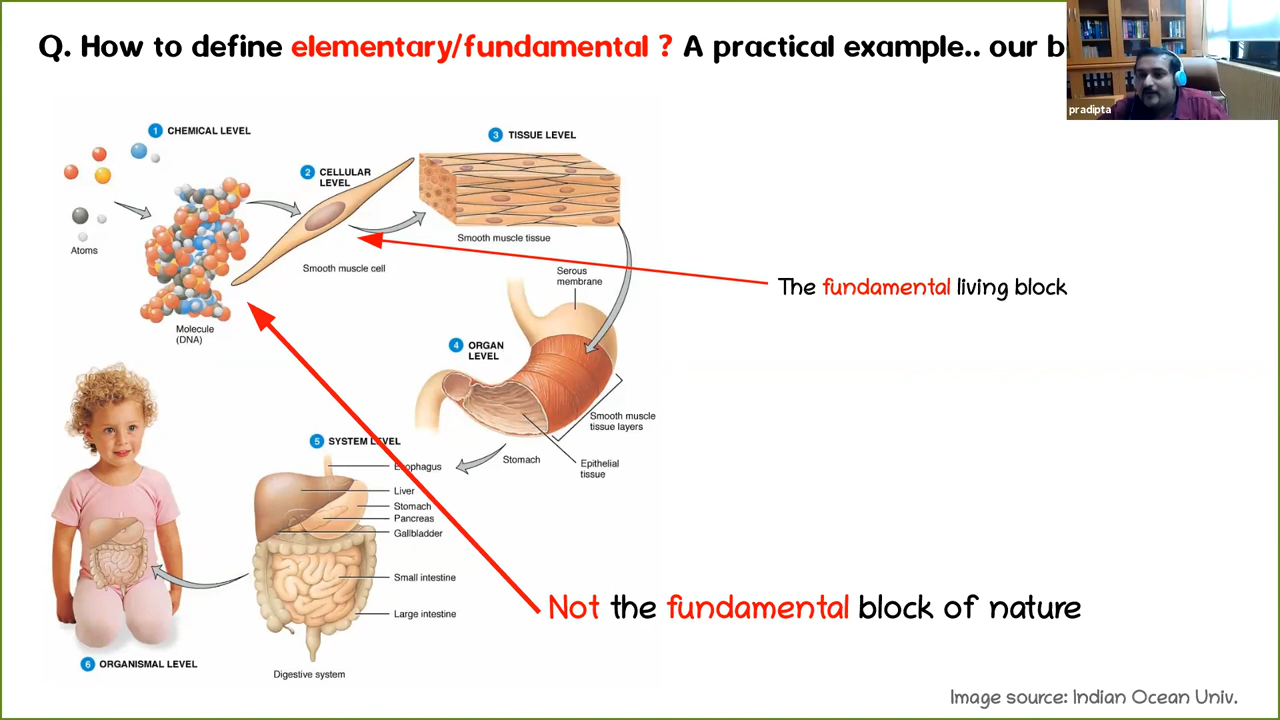 Q. How to define elementary/fundamental ? A practical example.. our b
pradipta
1 CHEMICAL LEVEL
Atoms
Molecule
(DNA)
2 CELLULAR
LEVEL
Smooth muscle cell
3 TISSUE LEVEL
Smooth muscle tissue
The fundamental living block
Serous
membrane
4 ORGAN
LEVEL
Smooth muscle
tissue layers
Stomach
Epithelial
tissue
5 SYSTEM LEVEL
Esophagus
Liver
Stomach
Pancreas
Gallbladder
Small intestine
Large intestine
Digestive system
Not the fundamental block of nature
6 ORGANISMAL LEVEL
Image source: Indian Ocean Univ.